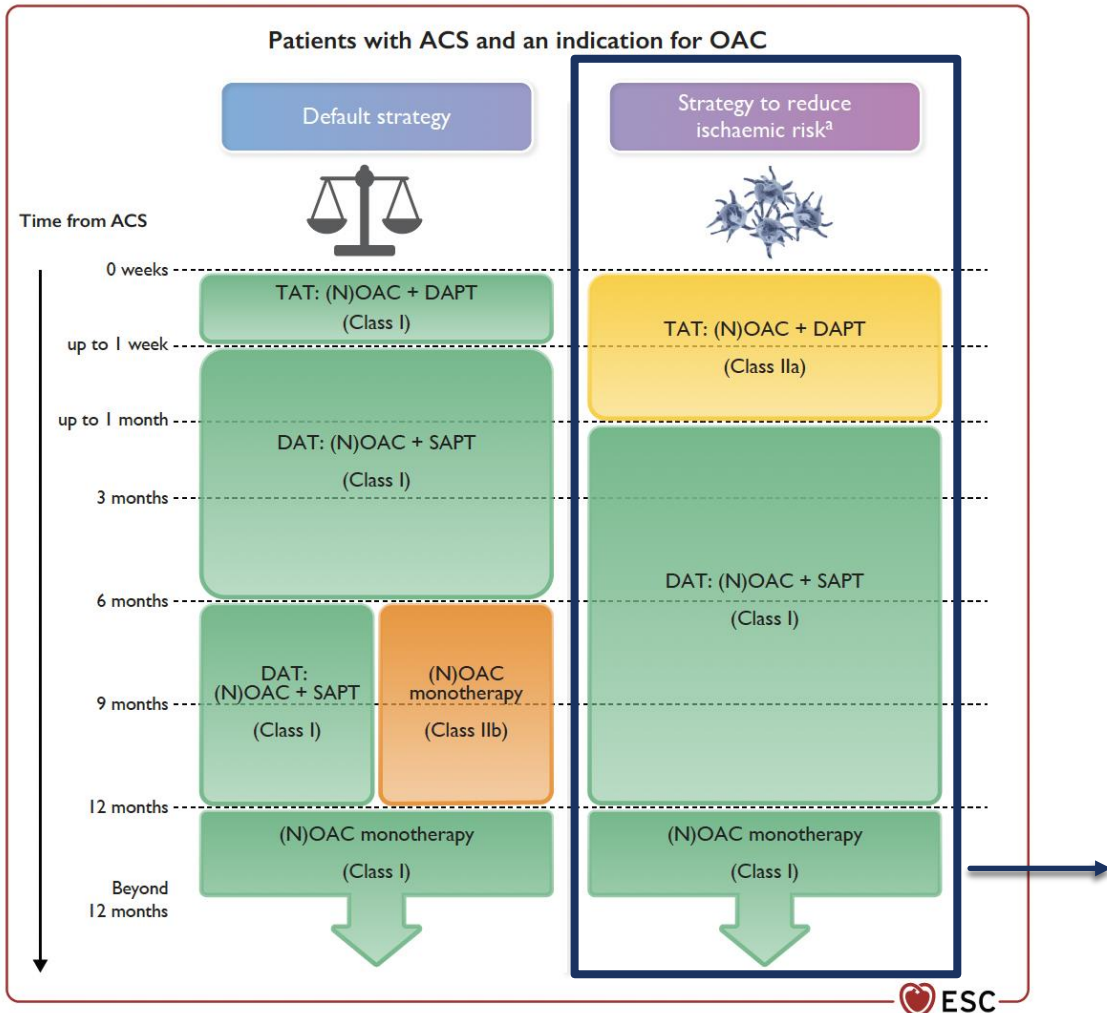 Patients with ACS and an indication for OAC
Default strategy
Strategy to reduce
ischaemic riskª
Time from ACS
0 weeks
TAT: (N)OAC + DAPT
(Class I)
TAT: (N)OAC + DAPT
(Class IIa)
up to 1 week
up to 1 month
DAT: (N)OAC + SAPT
(Class I)
3 months
DAT: (N)OAC + SAPT
(Class I)
6 months
DAT:
(N)OAC + SAPT
(Class I)
(N)OAC
monotherapy
(Class IIb)
9 months
12 months
(N)OAC monotherapy
(Class I)
(N)OAC monotherapy
(Class I)
Beyond
12 months
ESC